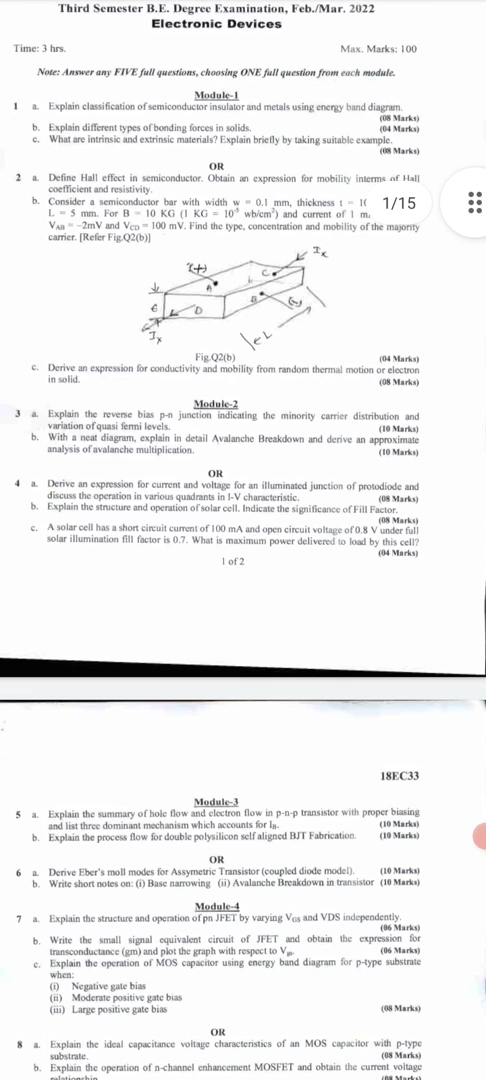 Third Semester B.E. Degree Examination, Feb./Mar. 2022
Electronic Devices
Time: 3 hrs.
Max. Marks: 100
Note: Answer any FIVE full questions, choosing ONE full question from each module.
Module-1
1 a. Explain classification of semiconductor insulator and metals using energy band diagram.
(08 Marks)
b. Explain different types of bonding forces in solids. (04 Marks)
c. What are intrinsic and extrinsic materials? Explain briefly by taking suitable example.
(08 Marks)
OR
2 a. Define Hall effect in semiconductor. Obtain an expression for mobility interms of Hall
coefficient and resistivity.
b. Consider a semiconductor bar with width w = 0.1 mm, thickness t =
L = 5 mm. For B = 10 KG (1 KG = 10⁻⁵ wb/cm²) and current of 1
1/15
V_AB = -2mV and V_CD = 100 mV. Find the type, concentration and mobility of the majority
carrier. [Refer Fig.Q2(b)]
I_x
(+)
C
A
t
B
(-)
D
I_x
L
Fig.Q2(b) (04 Marks)
c. Derive an expression for conductivity and mobility from random thermal motion or electron
in solid. (08 Marks)
Module-2
3 a. Explain the reverse bias p-n junction indicating the minority carrier distribution and
variation of quasi fermi levels. (10 Marks)
b. With a neat diagram, explain in detail Avalanche Breakdown and derive an approximate
analysis of avalanche multiplication. (10 Marks)
OR
4 a. Derive an expression for current and voltage for an illuminated junction of protodiode and
discuss the operation in various quadrants in I-V characteristic. (08 Marks)
b. Explain the structure and operation of solar cell. Indicate the significance of Fill Factor.
(08 Marks)
c. A solar cell has a short circuit current of 100 mA and open circuit voltage of 0.8 V under full
solar illumination fill factor is 0.7. What is maximum power delivered to load by this cell?
(04 Marks)
1 of 2
18EC33
Module-3
5 a. Explain the summary of hole flow and electron flow in p-n-p transistor with proper biasing
and list three dominant mechanism which accounts for I_B. (10 Marks)
b. Explain the process flow for double polysilicon self aligned BJT Fabrication. (10 Marks)
OR
6 a. Derive Eber's moll modes for Assymetric Transistor (coupled diode model). (10 Marks)
b. Write short notes on: (i) Base narrowing (ii) Avalanche Breakdown in transistor (10 Marks)
Module-4
7 a. Explain the structure and operation of pn JFET by varying V_GS and VDS independently.
(06 Marks)
b. Write the small signal equivalent circuit of JFET and obtain the expression for
transconductance (gm) and plot the graph with respect to (06 Marks)
c. Explain the operation of MOS capacitor using energy band diagram for p-type substrate
when:
(i) Negative gate bias
(ii) Moderate positive gate bias
(iii) Large positive gate bias (08 Marks)
OR
8 a. Explain the ideal capacitance voltage characteristics of an MOS capacitor with p-type
substrate. (08 Marks)
b. Explain the operation of n-channel enhancement MOSFET and obtain the current voltage
relationship (08 Marks)